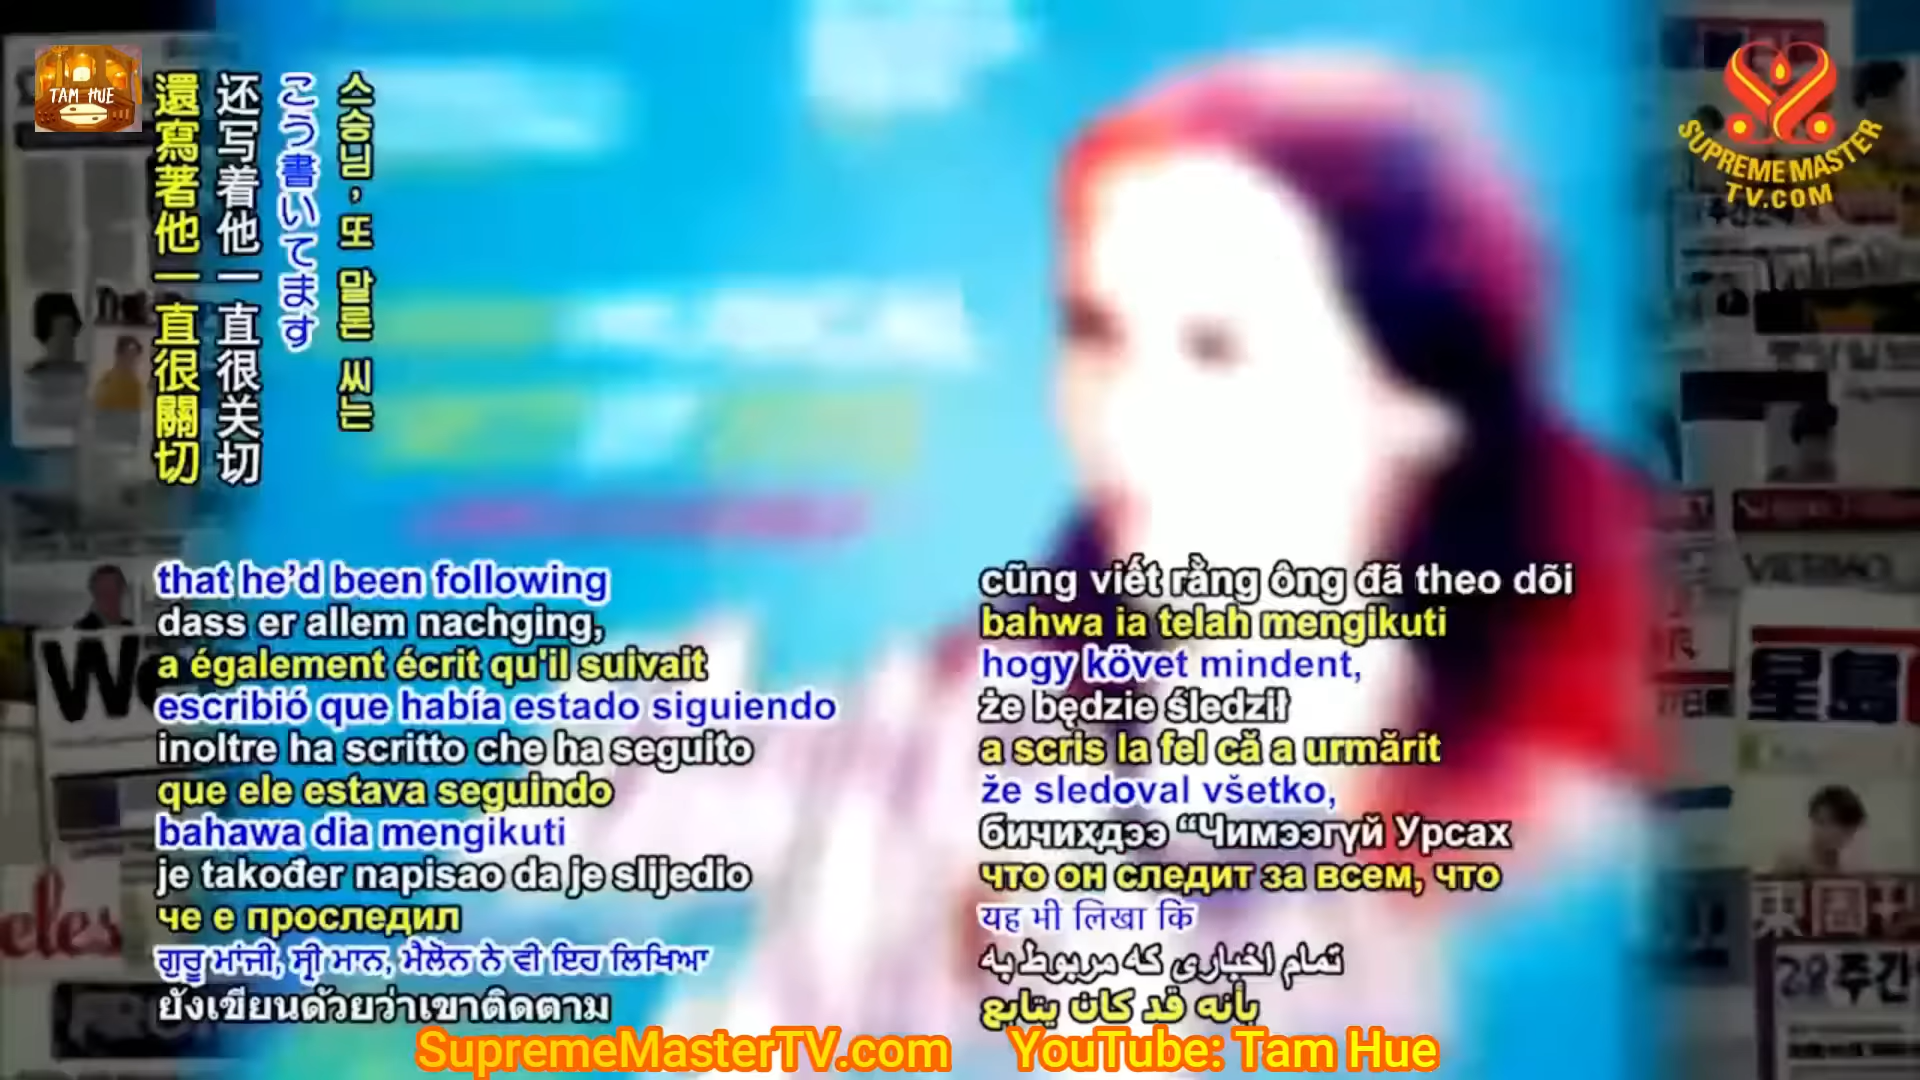 TAM HUE
還寫著他一直很關切
还写着他一直很关切
こう書いてます
스승님, 또 말론 씨는
SUPREME MASTER
TV.COM
that he’d been following
dass er allem nachging,
a également écrit qu'il suivait
escribió que había estado siguiendo
inoltre ha scritto che ha seguito
que ele estava seguindo
bahawa dia mengikuti
je također napisao da je slijedio
че е проследил
ਗੁਰੂ ਮਾਂਜੀ, ਸ੍ਰੀ ਮਾਨ, ਮੈਲੋਨ ਨੇ ਵੀ ਇਹ ਲਿਖਿਆ
ยังเขียนด้วยว่าเขาติดตาม
cũng viết rằng ông đã theo dõi
bahwa ia telah mengikuti
hogy követ mindent,
że będzie śledził
a scris la fel că a urmărit
že sledoval všetko,
бичихдээ “Чимээгүй Урсах
что он следит за всем, что
यह भी लिखा कि
تمام اخباری که مربوط به
بأنه قد كان يتابع
VIETBAO
星島
eles
28 주간
SupremeMasterTV.com YouTube: Tam Hue